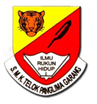 ILMU
RUKUN
HIDUP
S.M.K. TELOK PANGLIMA GARANG